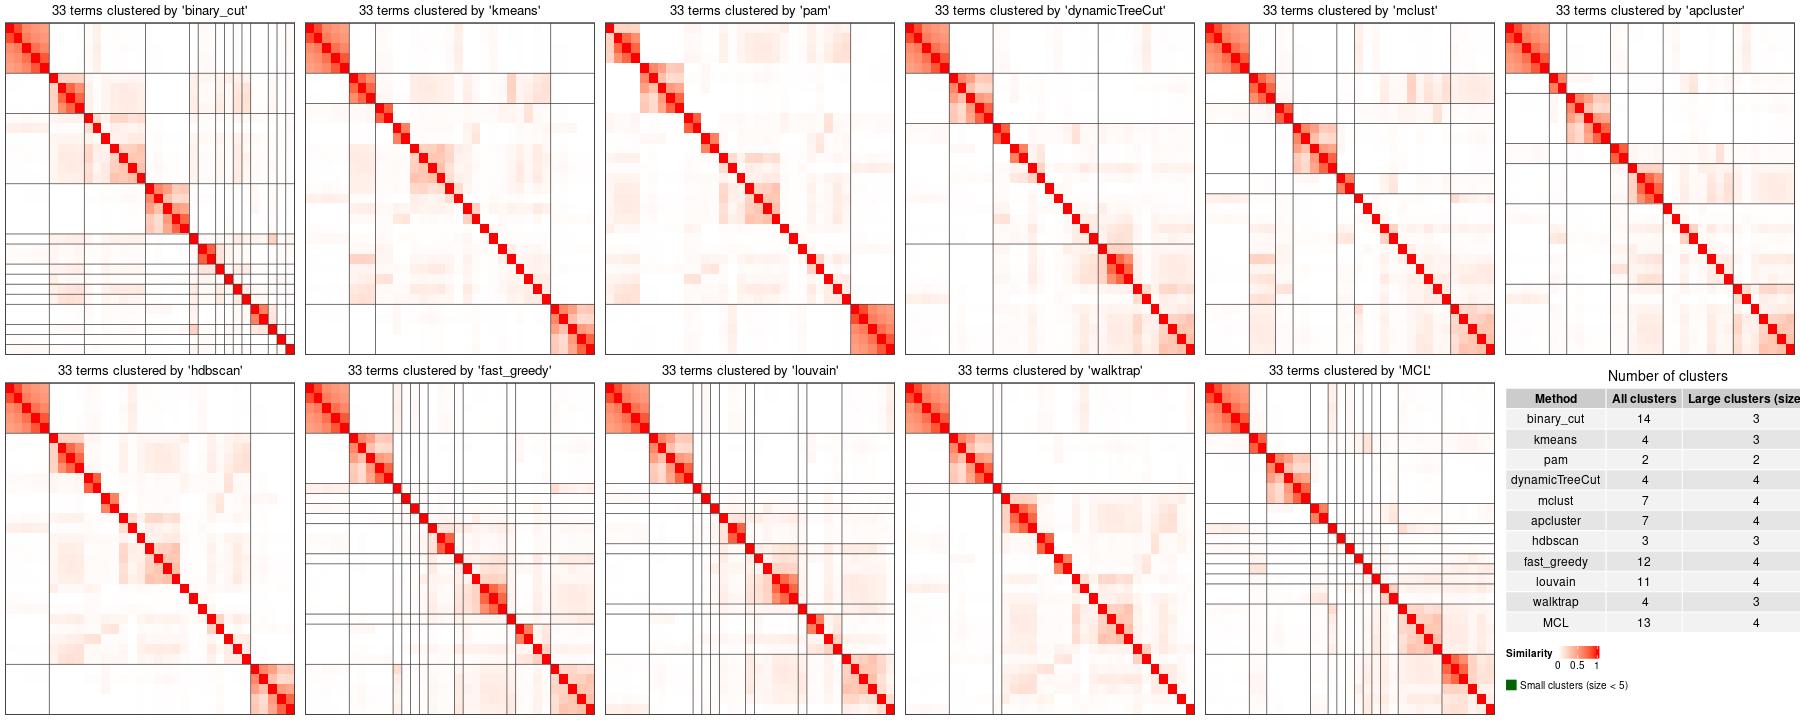 33 terms clustered by 'binary_cut'
33 terms clustered by 'kmeans'
33 terms clustered by 'pam'
33 terms clustered by 'dynamicTreeCut'
33 terms clustered by 'mclust'
33 terms clustered by 'apcluster'
33 terms clustered by 'hdbscan'
33 terms clustered by 'fast_greedy'
33 terms clustered by 'louvain'
33 terms clustered by 'walktrap'
33 terms clustered by 'MCL'
Number of clusters
Method All clusters Large clusters (size
binary_cut 14 3
kmeans 4 3
pam 2 2
dynamicTreeCut 4 4
mclust 7 4
apcluster 7 4
hdbscan 3 3
fast_greedy 12 4
louvain 11 4
walktrap 4 3
MCL 13 4
Similarity
0 0.5 1
Small clusters (size < 5)